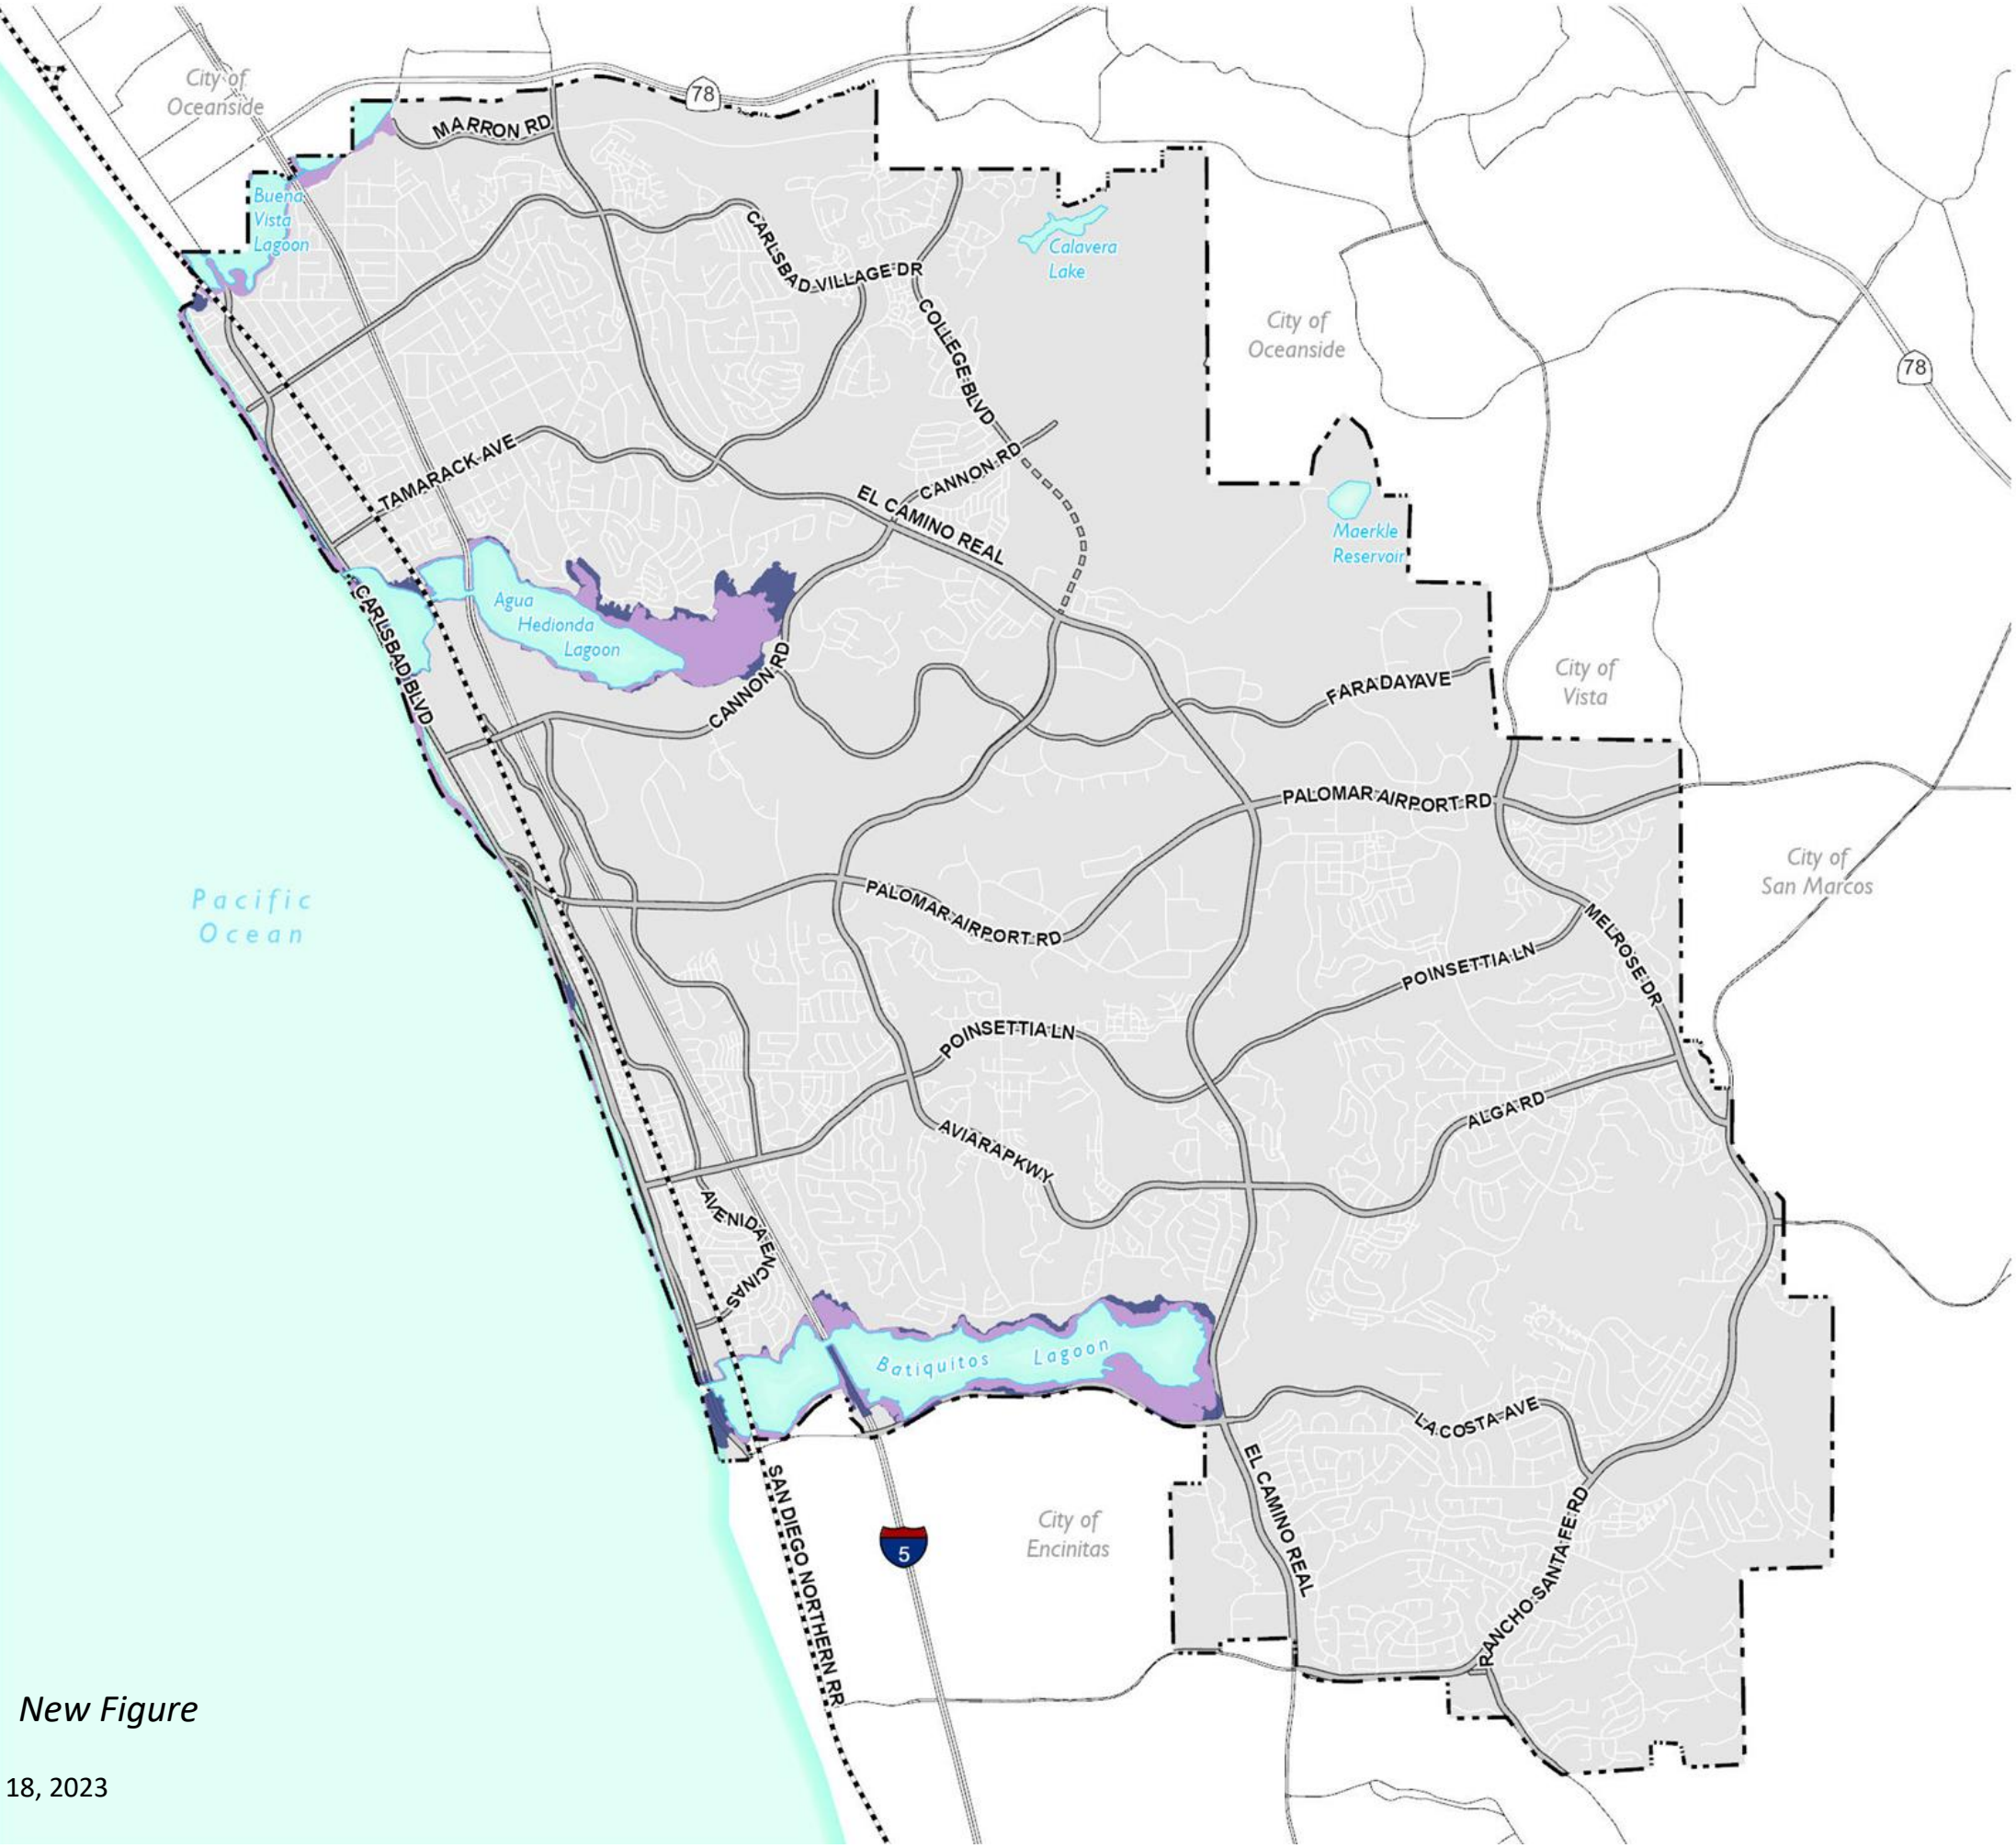 City of
Oceanside
78
MARRON RD
Buena
Vista
Lagoon
CARLSBAD VILLAGE DR
Calavera
Lake
COLLEGE BLVD
City of
Oceanside
78
TAMARACK AVE
CANNON RD
EL CAMINO REAL
Maerkle
Reservoir
Agua
Hedionda
Lagoon
CARLSBAD BLVD
CANNON RD
FARADAY AVE
City of
Vista
PALOMAR AIRPORT RD
City of
San Marcos
Pacific
Ocean
PALOMAR AIRPORT RD
MELROSE DR
POINSETTIA LN
POINSETTIA LN
ALGA RD
AVIARA PKWY
AVENIDA ENCINAS
Batiquitos Lagoon
LA COSTA AVE
EL CAMINO REAL
SAN DIEGO NORTHERN RR
City of
Encinitas
5
RANCHO SANTA FE RD
New Figure
18, 2023